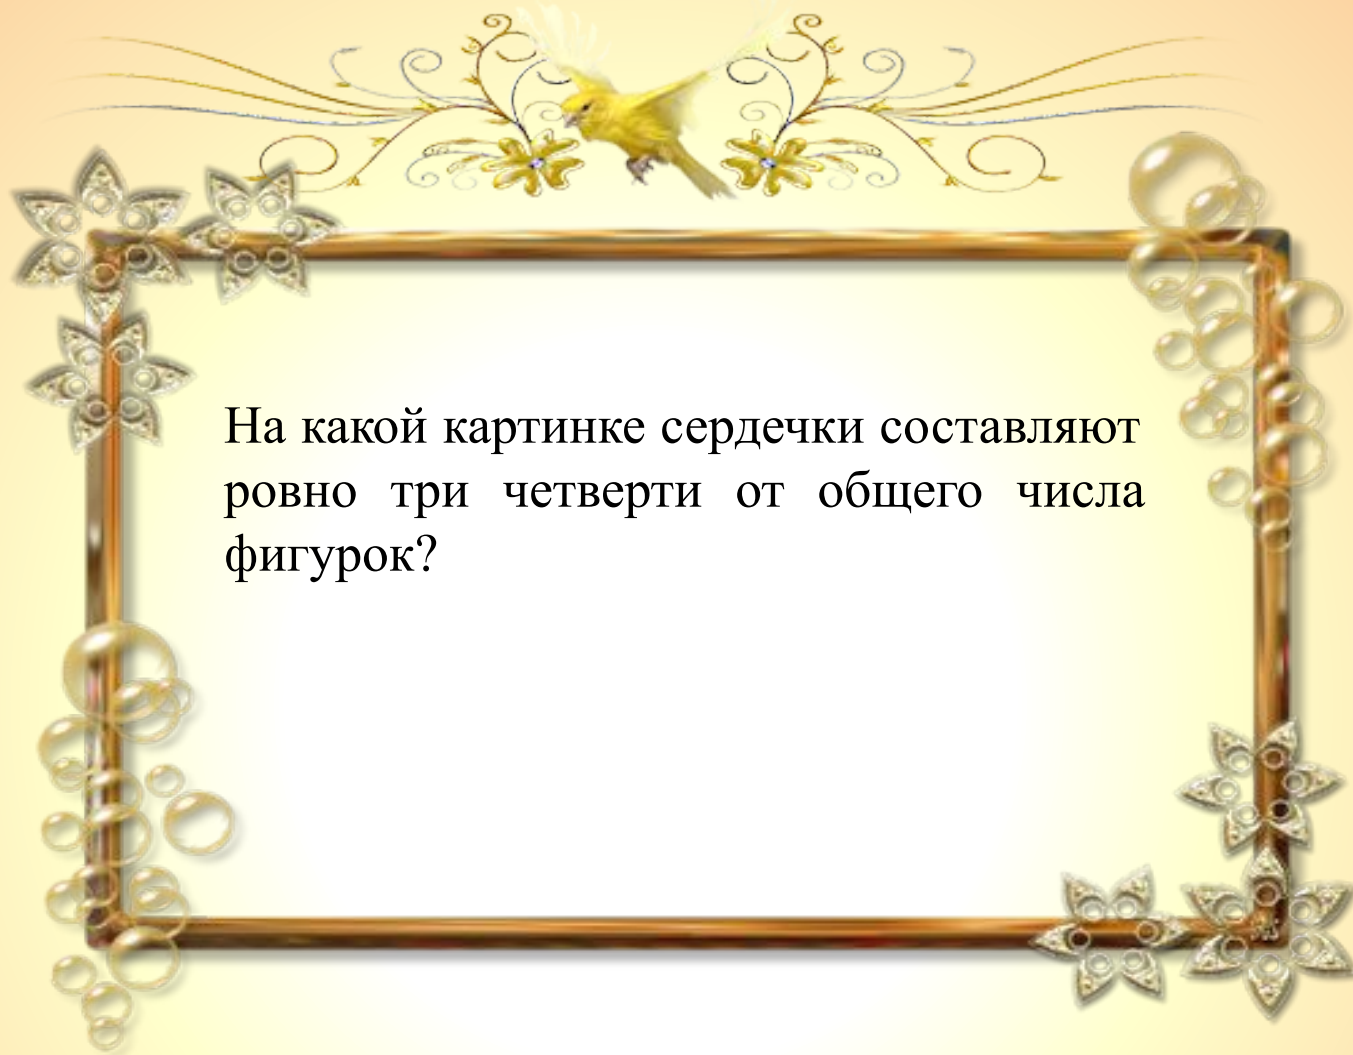 На какой картинке сердечки составляют
ровно три четверти от общего числа
фигурок?